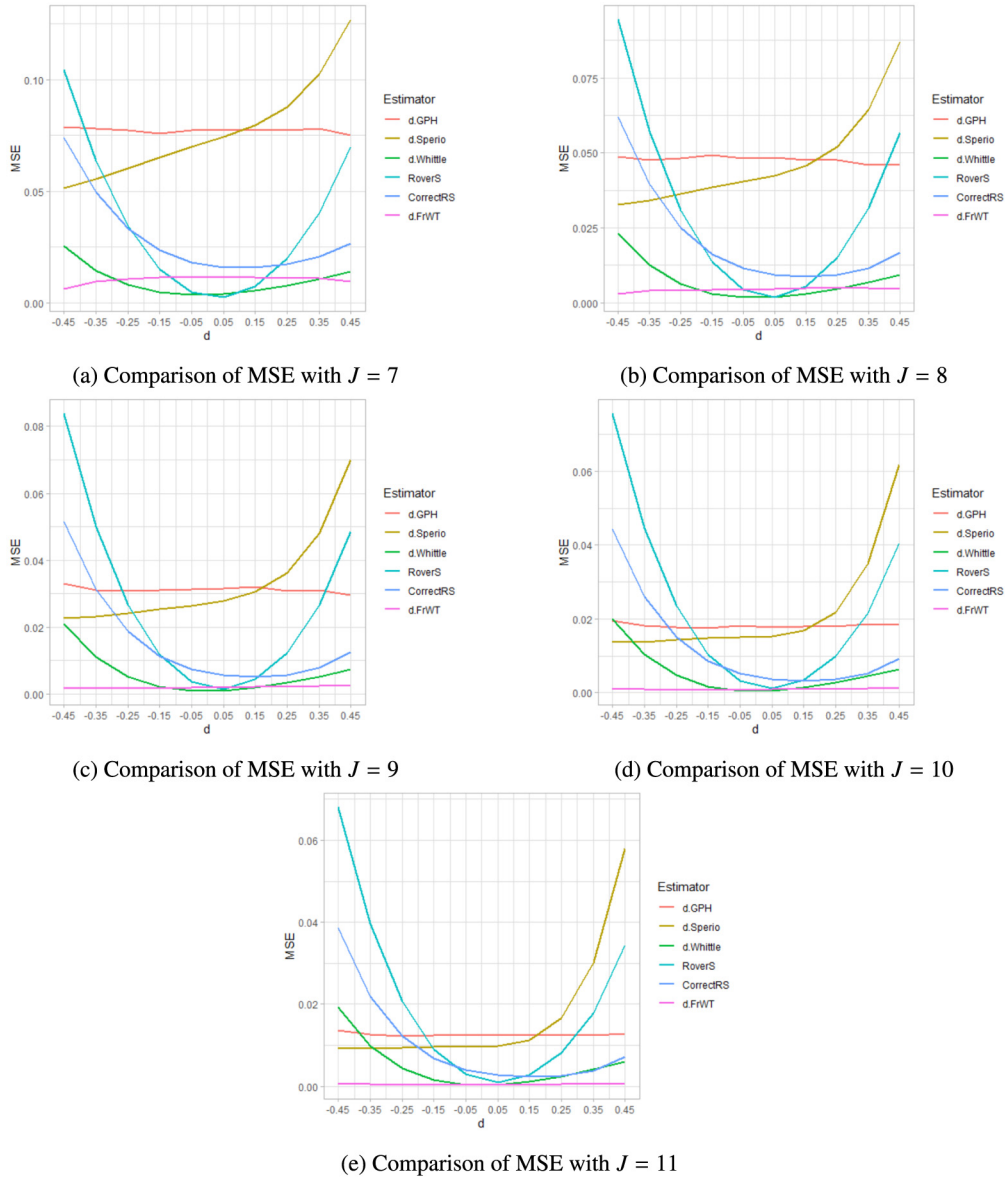 0.10
0.05
0.00
MSE
-0.45 -0.35 -0.25 -0.15 -0.05 0.05 0.15 0.25 0.35 0.45
d
Estimator
d.GPH
d.Sperio
d.Whittle
RoverS
CorrectRS
d.FrWT
(a) Comparison of MSE with J = 7
0.075
0.050
0.025
0.000
MSE
-0.45 -0.35 -0.25 -0.15 -0.05 0.05 0.15 0.25 0.35 0.45
d
Estimator
d.GPH
d.Sperio
d.Whittle
RoverS
CorrectRS
d.FrWT
(b) Comparison of MSE with J = 8
0.08
0.06
0.04
0.02
0.00
MSE
-0.45 -0.35 -0.25 -0.15 -0.05 0.05 0.15 0.25 0.35 0.45
d
Estimator
d.GPH
d.Sperio
d.Whittle
RoverS
CorrectRS
d.FrWT
(c) Comparison of MSE with J = 9
0.06
0.04
0.02
0.00
MSE
-0.45 -0.35 -0.25 -0.15 -0.05 0.05 0.15 0.25 0.35 0.45
d
Estimator
d.GPH
d.Sperio
d.Whittle
RoverS
CorrectRS
d.FrWT
(d) Comparison of MSE with J = 10
0.06
0.04
0.02
0.00
MSE
-0.45 -0.35 -0.25 -0.15 -0.05 0.05 0.15 0.25 0.35 0.45
d
Estimator
d.GPH
d.Sperio
d.Whittle
RoverS
CorrectRS
d.FrWT
(e) Comparison of MSE with J = 11